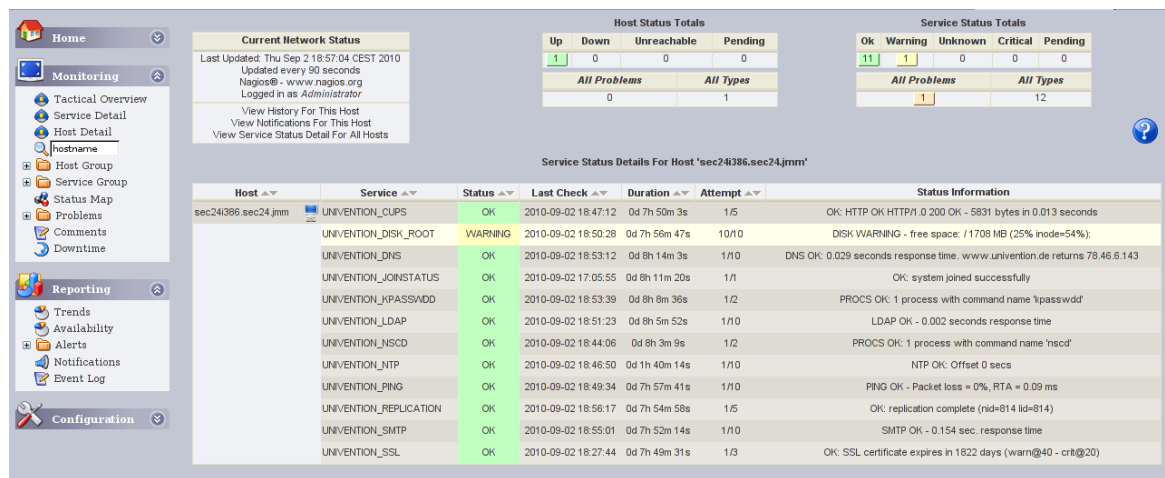 Home
Monitoring
Tactical Overview
Service Detail
Host Detail
hostname
Host Group
Service Group
Status Map
Problems
Comments
Downtime
Reporting
Trends
Availability
Alerts
Notifications
Event Log
Configuration
Current Network Status
Last Updated: Thu Sep 2 18:57:04 CEST 2010
Updated every 90 seconds
Nagios® - www.nagios.org
Logged in as Administrator
View History For This Host
View Notifications For This Host
View Service Status Detail For All Hosts
Host Status Totals
Up Down Unreachable Pending
1 0 0 0
All Problems All Types
0 1
Service Status Totals
Ok Warning Unknown Critical Pending
11 1 0 0 0
All Problems All Types
1 12
?
Service Status Details For Host 'sec24i386.sec24.jmm'
Host Service Status Last Check Duration Attempt Status Information
sec24i386.sec24.jmm UNIVENTION_CUPS OK 2010-09-02 18:47:12 0d 7h 50m 3s 1/5 OK: HTTP OK HTTP/1.0 200 OK - 5831 bytes in 0.013 seconds
UNIVENTION_DISK_ROOT WARNING 2010-09-02 18:50:28 0d 7h 56m 47s 10/10 DISK WARNING - free space: / 1708 MB (25% inode=54%):
UNIVENTION_DNS OK 2010-09-02 18:53:12 0d 8h 14m 3s 1/10 DNS OK: 0.029 seconds response time. www.univention.de returns 78.46.6.143
UNIVENTION_JOINSTATUS OK 2010-09-02 17:05:55 0d 8h 11m 20s 1/1 OK: system joined successfully
UNIVENTION_KPASSWDD OK 2010-09-02 18:53:39 0d 8h 8m 36s 1/2 PROCS OK: 1 process with command name 'kpasswdd'
UNIVENTION_LDAP OK 2010-09-02 18:51:23 0d 8h 5m 52s 1/10 LDAP OK - 0.002 seconds response time
UNIVENTION_NSCD OK 2010-09-02 18:44:06 0d 8h 3m 9s 1/2 PROCS OK: 1 process with command name 'nscd'
UNIVENTION_NTP OK 2010-09-02 18:46:50 0d 1h 40m 14s 1/10 NTP OK: Offset 0 secs
UNIVENTION_PING OK 2010-09-02 18:49:34 0d 7h 57m 41s 1/10 PING OK - Packet loss = 0%, RTA = 0.09 ms
UNIVENTION_REPLICATION OK 2010-09-02 18:56:17 0d 7h 54m 58s 1/5 OK: replication complete (nid=814 lid=814)
UNIVENTION_SMTP OK 2010-09-02 18:55:01 0d 7h 52m 14s 1/10 SMTP OK - 0.154 sec. response time
UNIVENTION_SSL OK 2010-09-02 18:27:44 0d 7h 49m 31s 1/3 OK: SSL certificate expires in 1822 days (warn@40 - crit@20)